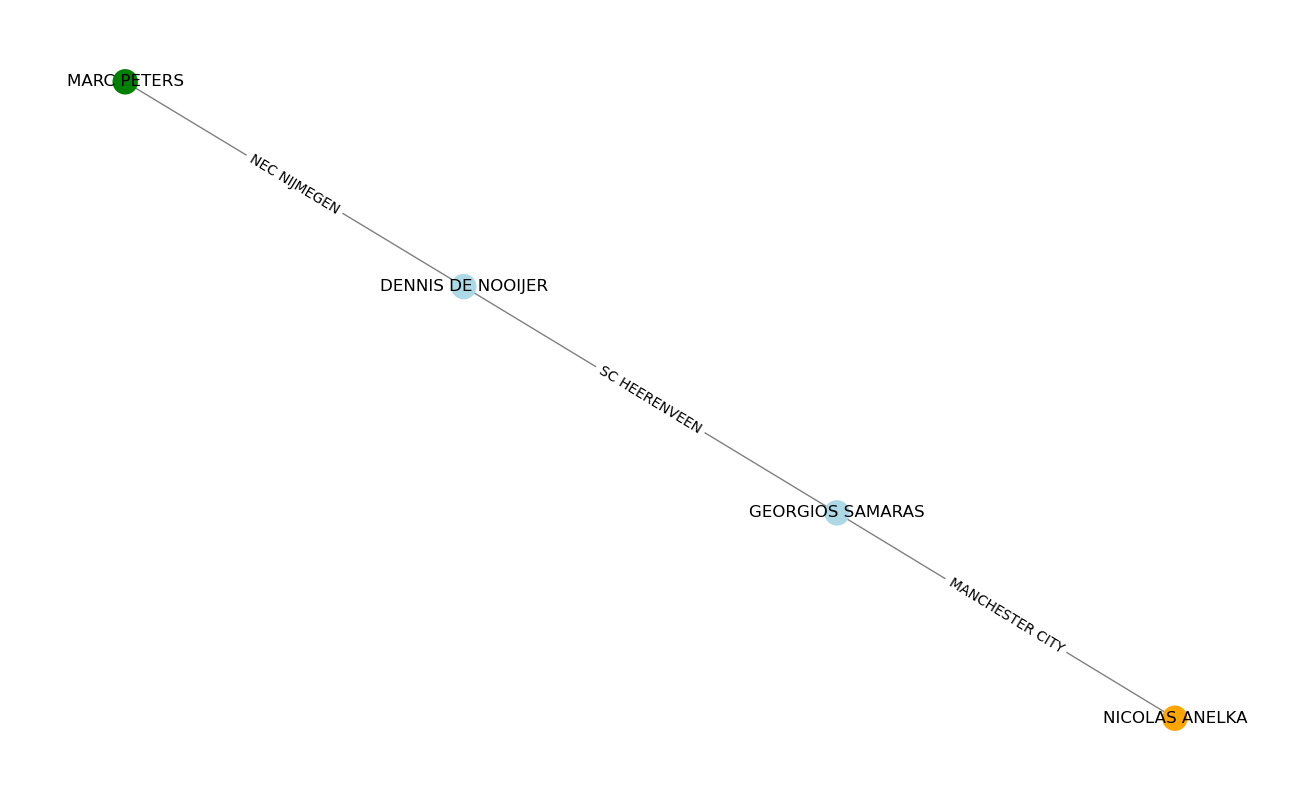 MARC PETERS
NEC NIJMEGEN
DENNIS DE NOOIJER
SC HEERENVEEN
GEORGIOS SAMARAS
MANCHESTER CITY
NICOLAS ANELKA